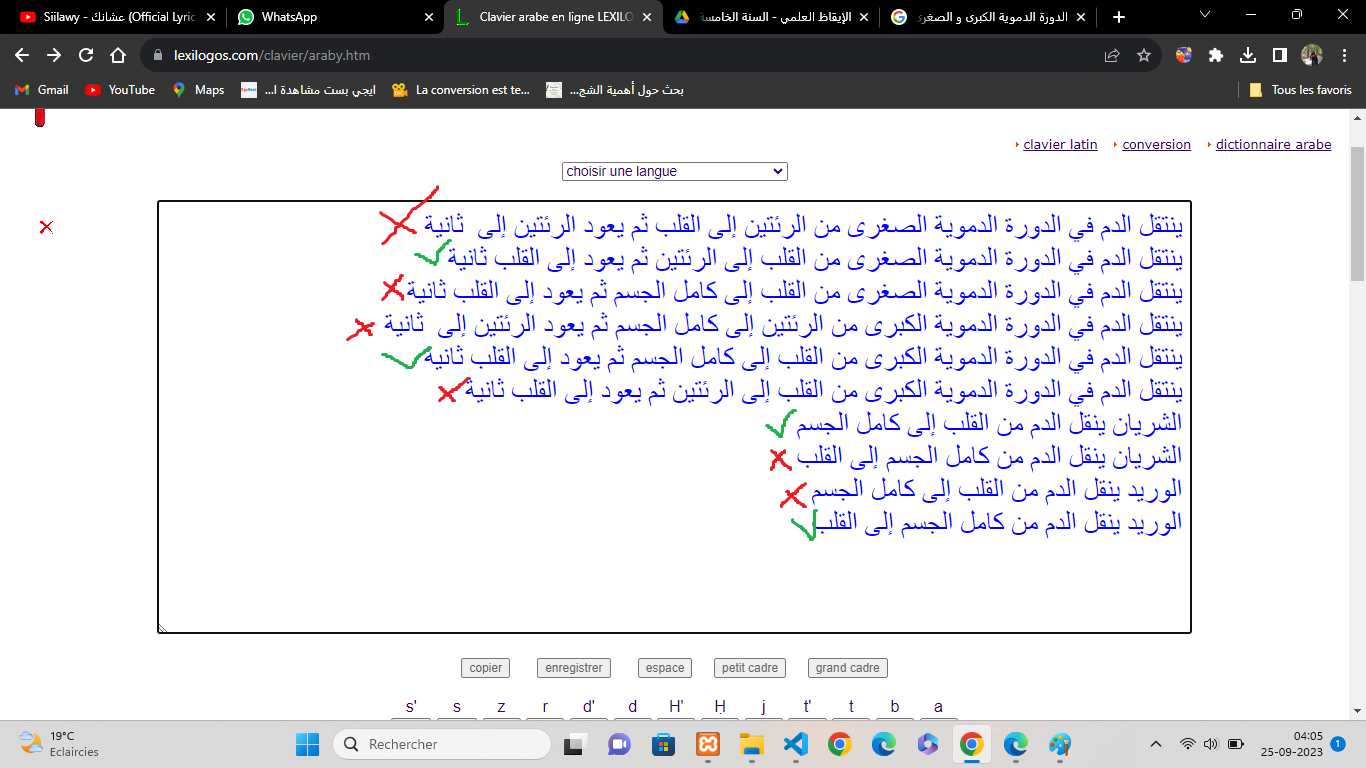 Siilawy - عشانك (Official Lyric
WhatsApp
Clavier arabe en ligne LEXILO
الإيقاظ العلمي - السنة الخامسة
الدورة الدموية الكبرى و الصغرى
lexilogos.com/clavier/araby.htm
Gmail
YouTube
Maps
ايجي بست مشاهدة ا...
La conversion est te...
بحث حول أهمية الشج...
Tous les favoris
clavier latin
conversion
dictionnaire arabe
choisir une langue
ينتقل الدم في الدورة الدموية الصغرى من الرئتين إلى القلب ثم يعود الرئتين إلى ثانية
ينتقل الدم في الدورة الدموية الصغرى من القلب إلى الرئتين ثم يعود إلى القلب ثانية
ينتقل الدم في الدورة الدموية الصغرى من القلب إلى كامل الجسم ثم يعود إلى القلب ثانية
ينتقل الدم في الدورة الدموية الكبرى من الرئتين إلى كامل الجسم ثم يعود الرئتين إلى ثانية
ينتقل الدم في الدورة الدموية الكبرى من القلب إلى كامل الجسم ثم يعود إلى القلب ثانية
ينتقل الدم في الدورة الدموية الكبرى من القلب إلى الرئتين ثم يعود إلى القلب ثانية
الشريان ينقل الدم من القلب إلى كامل الجسم
الشريان ينقل الدم من كامل الجسم إلى القلب
الوريد ينقل الدم من القلب إلى كامل الجسم
الوريد ينقل الدم من كامل الجسم إلى القلب
copier
enregistrer
espace
petit cadre
grand cadre
s' s z r d' d H' Ḥ j t' t b a
19°C
Eclaircies
Rechercher
04:05
25-09-2023
1